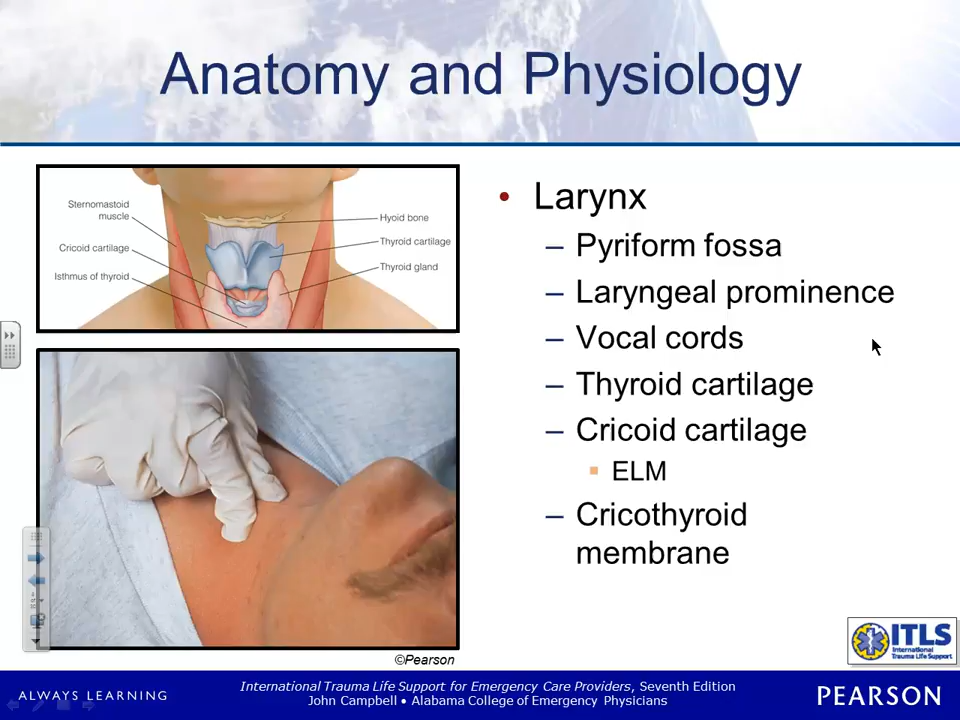 Anatomy and Physiology
Sternomastoid
muscle
Cricoid cartilage
Isthmus of thyroid
Hyoid bone
Thyroid cartilage
Thyroid gland
©Pearson
• Larynx
– Pyriform fossa
– Laryngeal prominence
– Vocal cords
– Thyroid cartilage
– Cricoid cartilage
▪ ELM
– Cricothyroid
membrane
ITLS
International
Trauma Life Support
ALWAYS LEARNING
International Trauma Life Support for Emergency Care Providers, Seventh Edition
John Campbell • Alabama College of Emergency Physicians
PEARSON